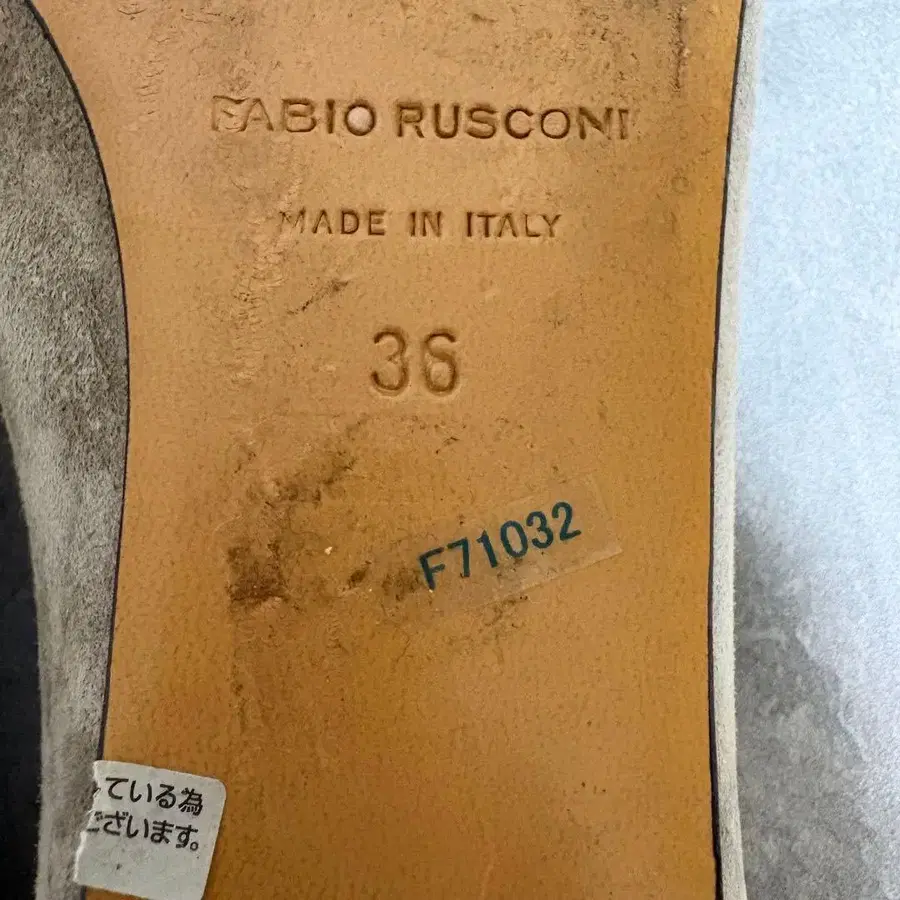 FABIO RUSCONI
MADE IN ITALY
36
F71032
ている為
ございます。